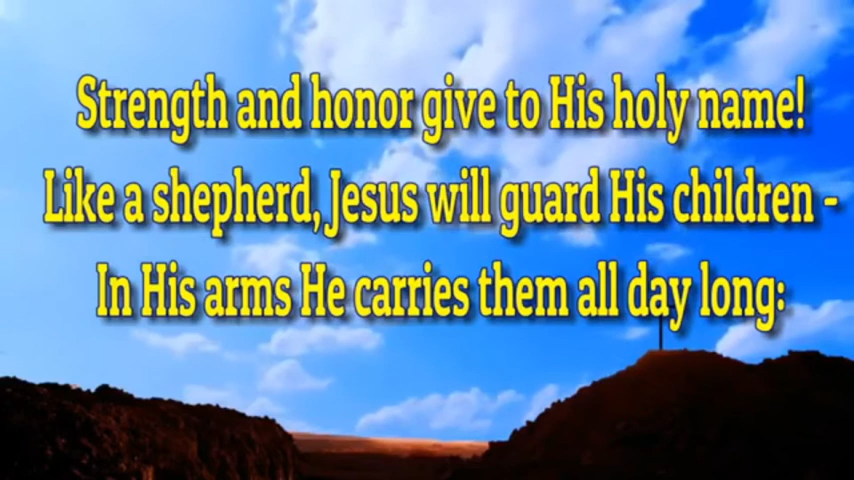 Strength and honor give to His holy name!
Like a shepherd, Jesus will guard His children -
In His arms He carries them all day long: